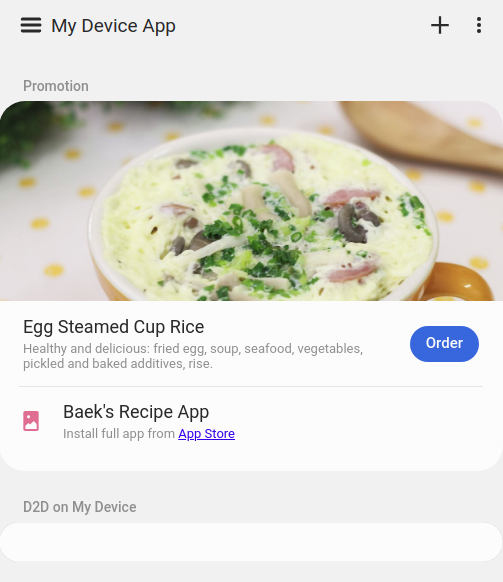 My Device App
Promotion
Egg Steamed Cup Rice
Healthy and delicious: fried egg, soup, seafood, vegetables,
pickled and baked additives, rise.
Order
Baek's Recipe App
Install full app from App Store
D2D on My Device